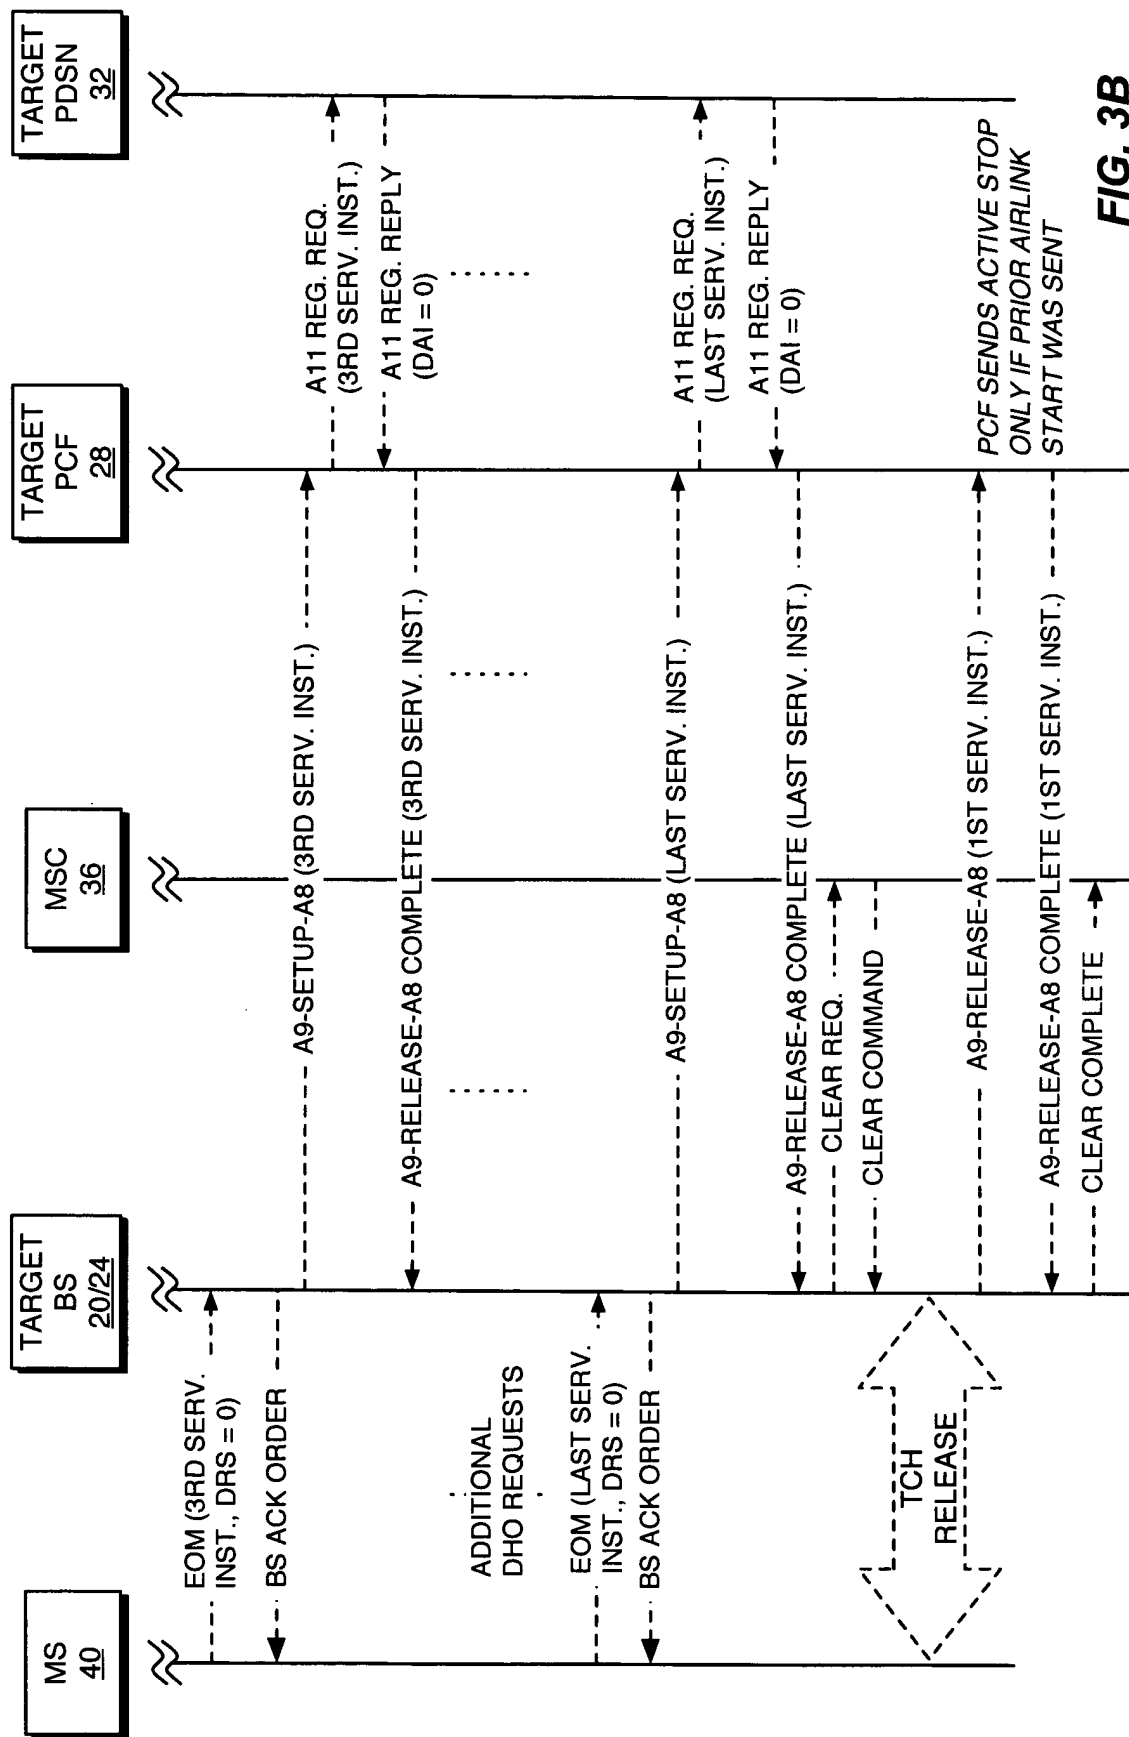 MS
40
TARGET
BS
20/24
MSC
36
TARGET
PCF
28
TARGET
PDSN
32
EOM (3RD SERV.
INST., DRS = 0)
BS ACK ORDER
A9-SETUP-A8 (3RD SERV. INST.)
A11 REG. REQ.
(3RD SERV. INST.)
A11 REG. REPLY
(DAI = 0)
A9-RELEASE-A8 COMPLETE (3RD SERV. INST.)
ADDITIONAL
DHO REQUESTS
EOM (LAST SERV.
INST., DRS = 0)
BS ACK ORDER
A9-SETUP-A8 (LAST SERV. INST.)
A11 REG. REQ.
(LAST SERV. INST.)
A11 REG. REPLY
(DAI = 0)
A9-RELEASE-A8 COMPLETE (LAST SERV. INST.)
CLEAR REQ.
CLEAR COMMAND
TCH
RELEASE
A9-RELEASE-A8 (1ST SERV. INST.)
PCF SENDS ACTIVE STOP
ONLY IF PRIOR AIRLINK
START WAS SENT
A9-RELEASE-A8 COMPLETE (1ST SERV. INST.)
CLEAR COMPLETE
FIG. 3B